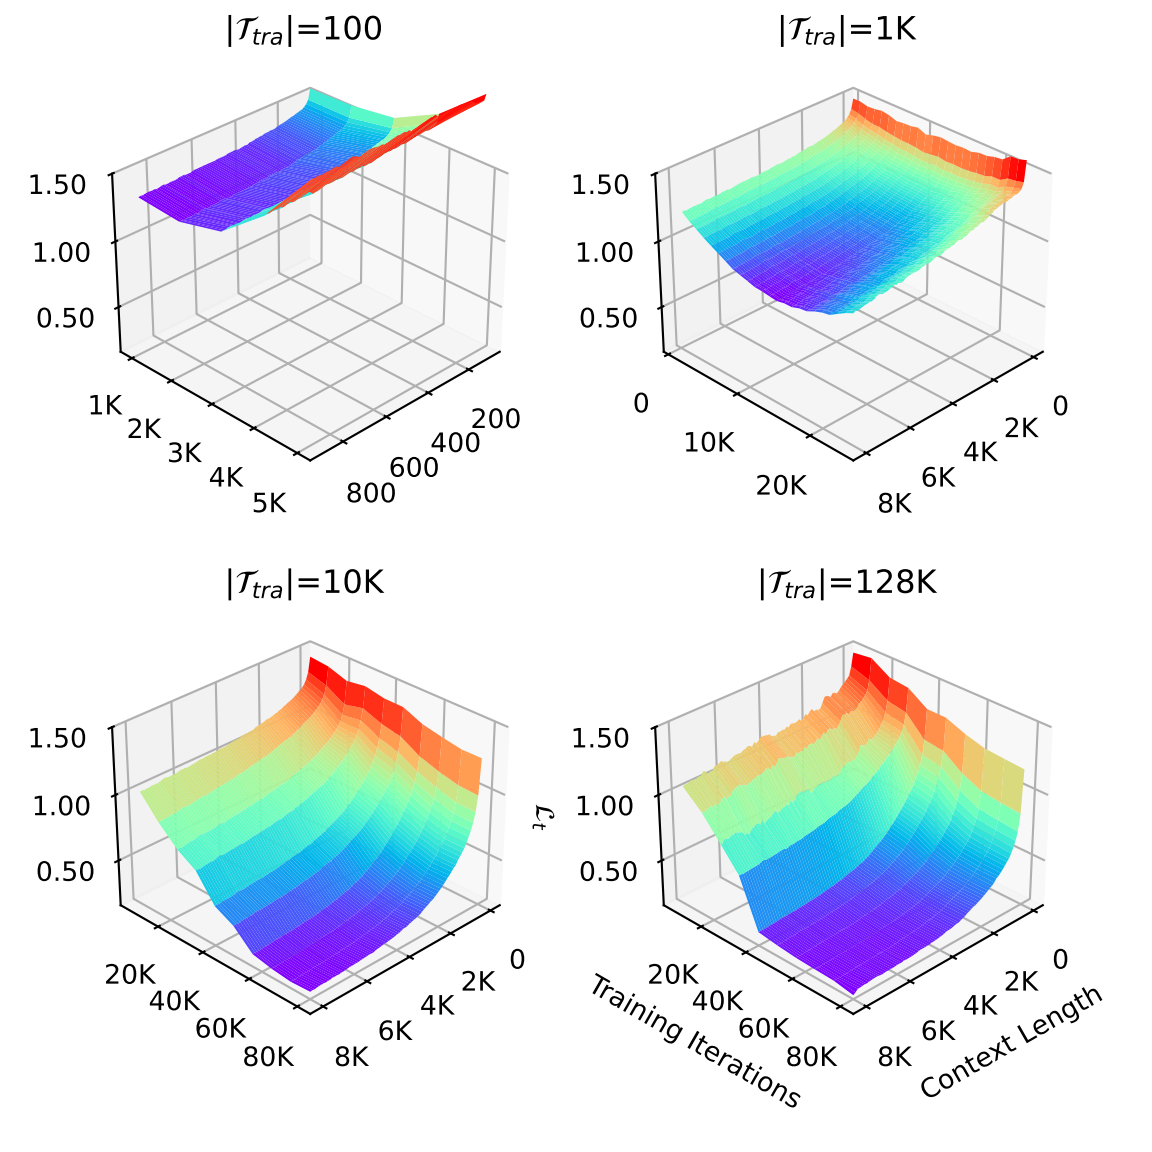 |𝒯tra|=100
1.50
1.00
0.50
1K
2K
3K
4K
5K
800
600
400
200
|𝒯tra|=1K
1.50
1.00
0.50
0
10K
20K
8K
6K
4K
2K
0
|𝒯tra|=10K
1.50
1.00
0.50
20K
40K
60K
80K
8K
6K
4K
2K
0
|𝒯tra|=128K
ℒt
1.50
1.00
0.50
20K
40K
60K
80K
Training Iterations
8K
6K
4K
2K
0
Context Length